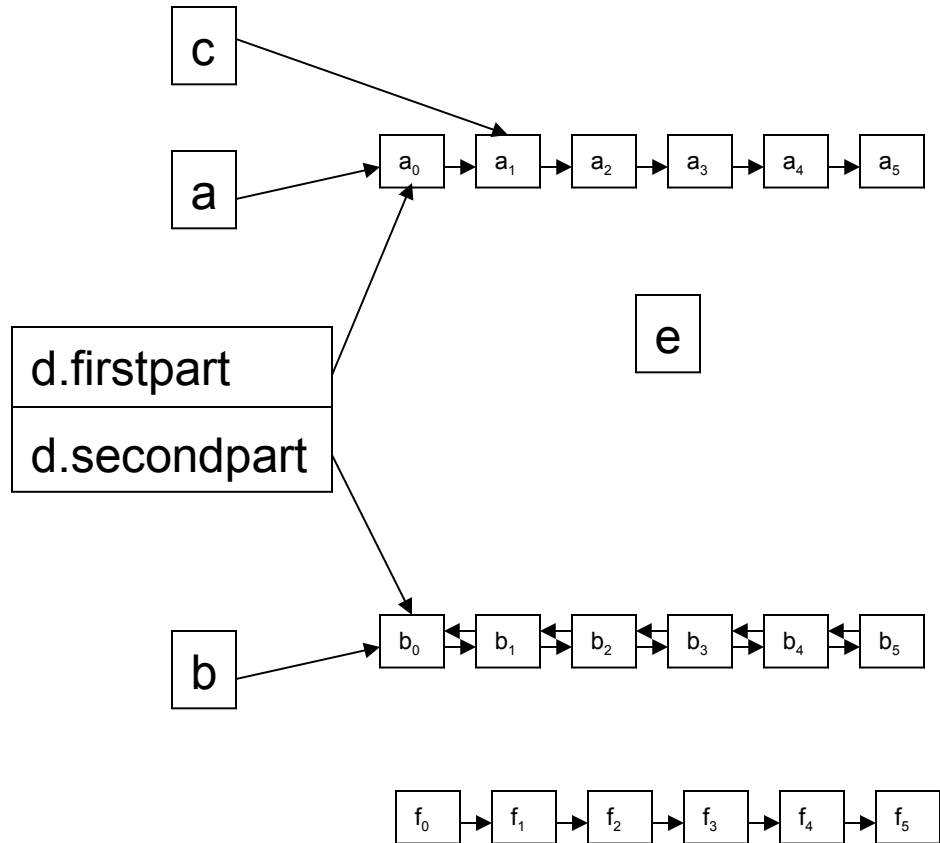 c
a₀ a₁ a₂ a₃ a₄ a₅
a
e
d.firstpart
d.secondpart
b₀ b₁ b₂ b₃ b₄ b₅
b
f₀ f₁ f₂ f₃ f₄ f₅